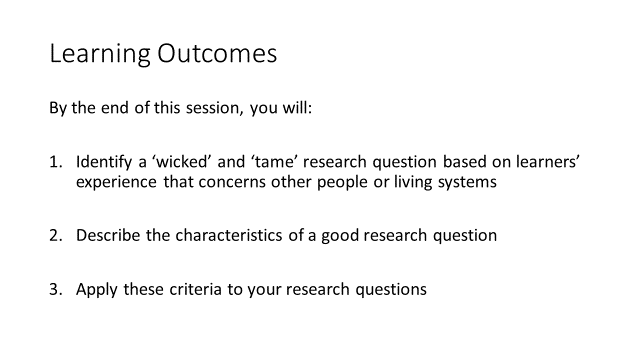 Learning Outcomes
By the end of this session, you will:
1. Identify a ‘wicked’ and ‘tame’ research question based on learners’
experience that concerns other people or living systems
2. Describe the characteristics of a good research question
3. Apply these criteria to your research questions